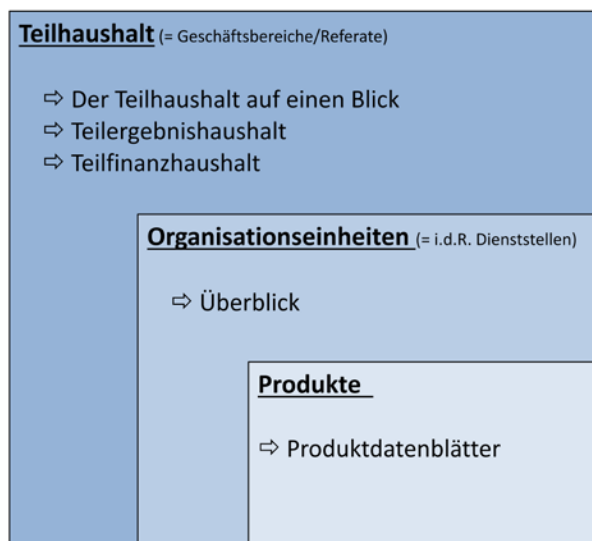 Teilhaushalt (= Geschäftsbereiche/Referate)
⇨ Der Teilhaushalt auf einen Blick
⇨ Teilergebnishaushalt
⇨ Teilfinanzhaushalt
Organisationseinheiten (= i.d.R. Dienststellen)
⇨ Überblick
Produkte
⇨ Produktdatenblätter